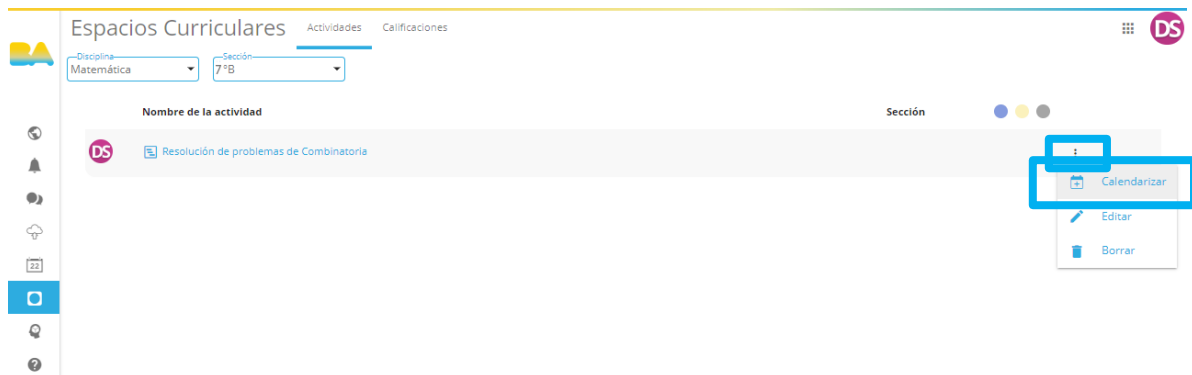 Espacios Curriculares Actividades Calificaciones
DS
BA
Disciplina Sección
Matemática 7°B
Nombre de la actividad Sección
DS Resolución de problemas de Combinatoria
Calendarizar
Editar
22
Borrar